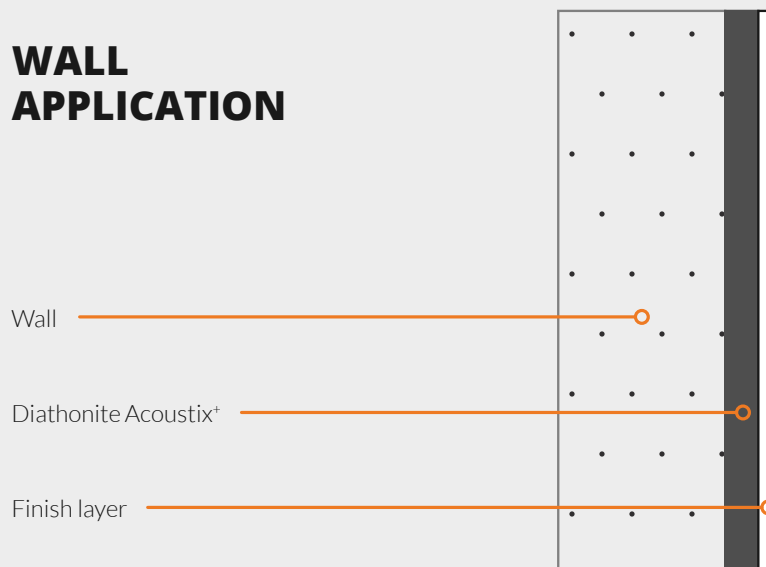 WALL
APPLICATION
Wall
Diathonite Acoustix⁺
Finish layer